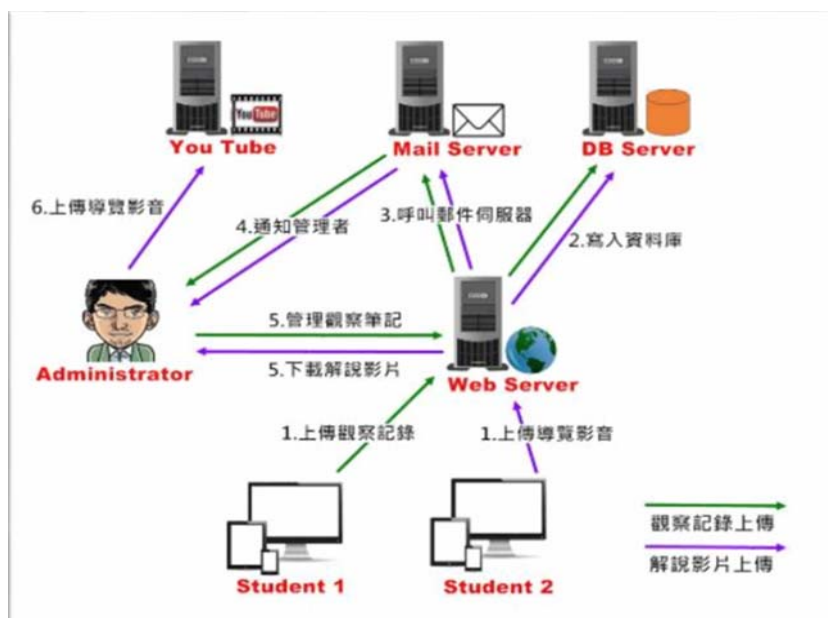 You Tube
You Tube
Mail Server
DB Server
6.上傳導覽影音
4.通知管理者
3.呼叫郵件伺服器
2.寫入資料庫
5.管理觀察筆記
5.下載解說影片
Administrator
Web Server
1.上傳觀察記錄
1.上傳導覽影音
觀察記錄上傳
解說影片上傳
Student 1
Student 2